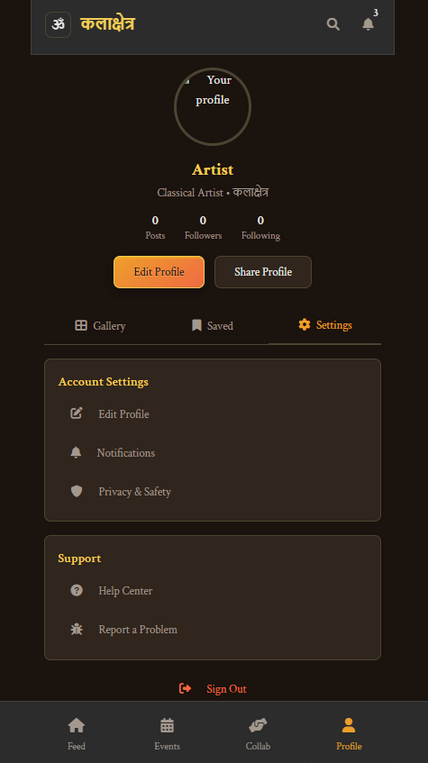 ॐ कलाक्षेत्र
3
Your
profile
Artist
Classical Artist • कलाक्षेत्र
0 0 0
Posts Followers Following
Edit Profile Share Profile
Gallery Saved Settings
Account Settings
Edit Profile
Notifications
Privacy & Safety
Support
Help Center
Report a Problem
Sign Out
Feed Events Collab Profile